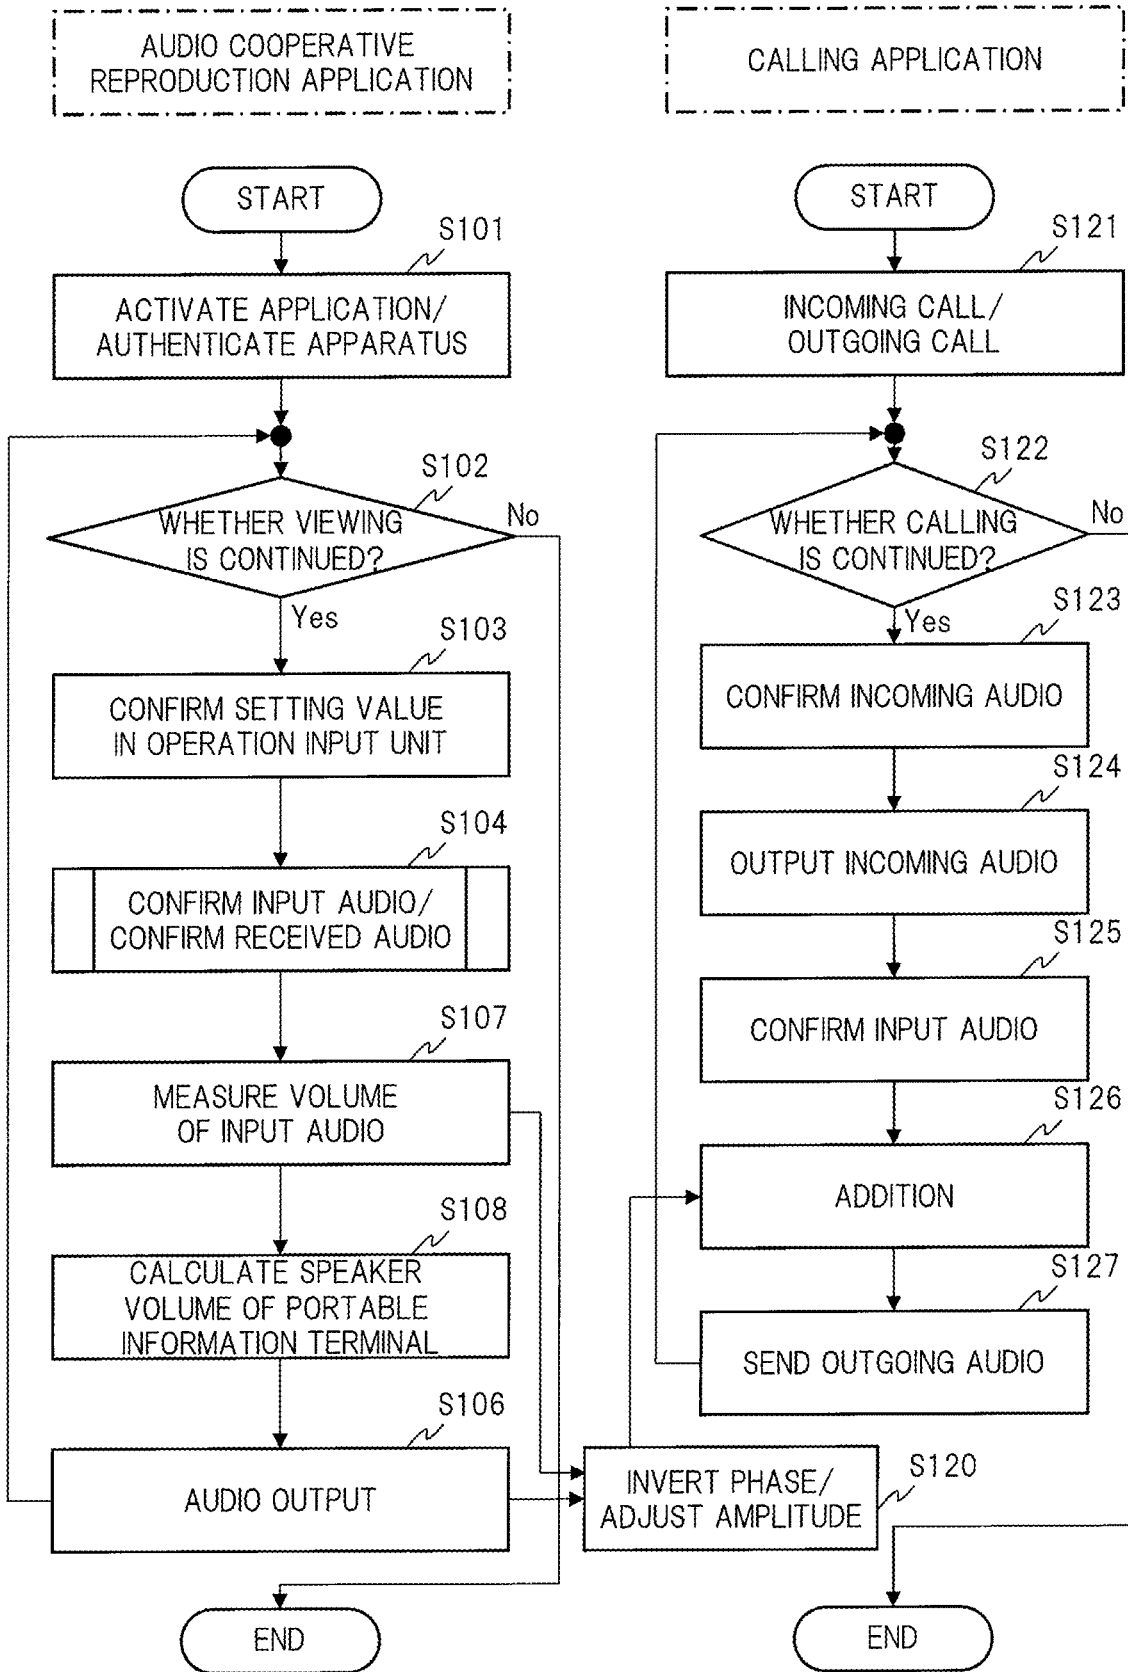 AUDIO COOPERATIVE
REPRODUCTION APPLICATION
START
S101
ACTIVATE APPLICATION/
AUTHENTICATE APPARATUS
S102
WHETHER VIEWING
IS CONTINUED?
No
Yes
S103
CONFIRM SETTING VALUE
IN OPERATION INPUT UNIT
S104
CONFIRM INPUT AUDIO/
CONFIRM RECEIVED AUDIO
S107
MEASURE VOLUME
OF INPUT AUDIO
S108
CALCULATE SPEAKER
VOLUME OF PORTABLE
INFORMATION TERMINAL
S106
AUDIO OUTPUT
END
CALLING APPLICATION
START
S121
INCOMING CALL/
OUTGOING CALL
S122
WHETHER CALLING
IS CONTINUED?
No
Yes
S123
CONFIRM INCOMING AUDIO
S124
OUTPUT INCOMING AUDIO
S125
CONFIRM INPUT AUDIO
S126
ADDITION
S127
SEND OUTGOING AUDIO
S120
INVERT PHASE/
ADJUST AMPLITUDE
END